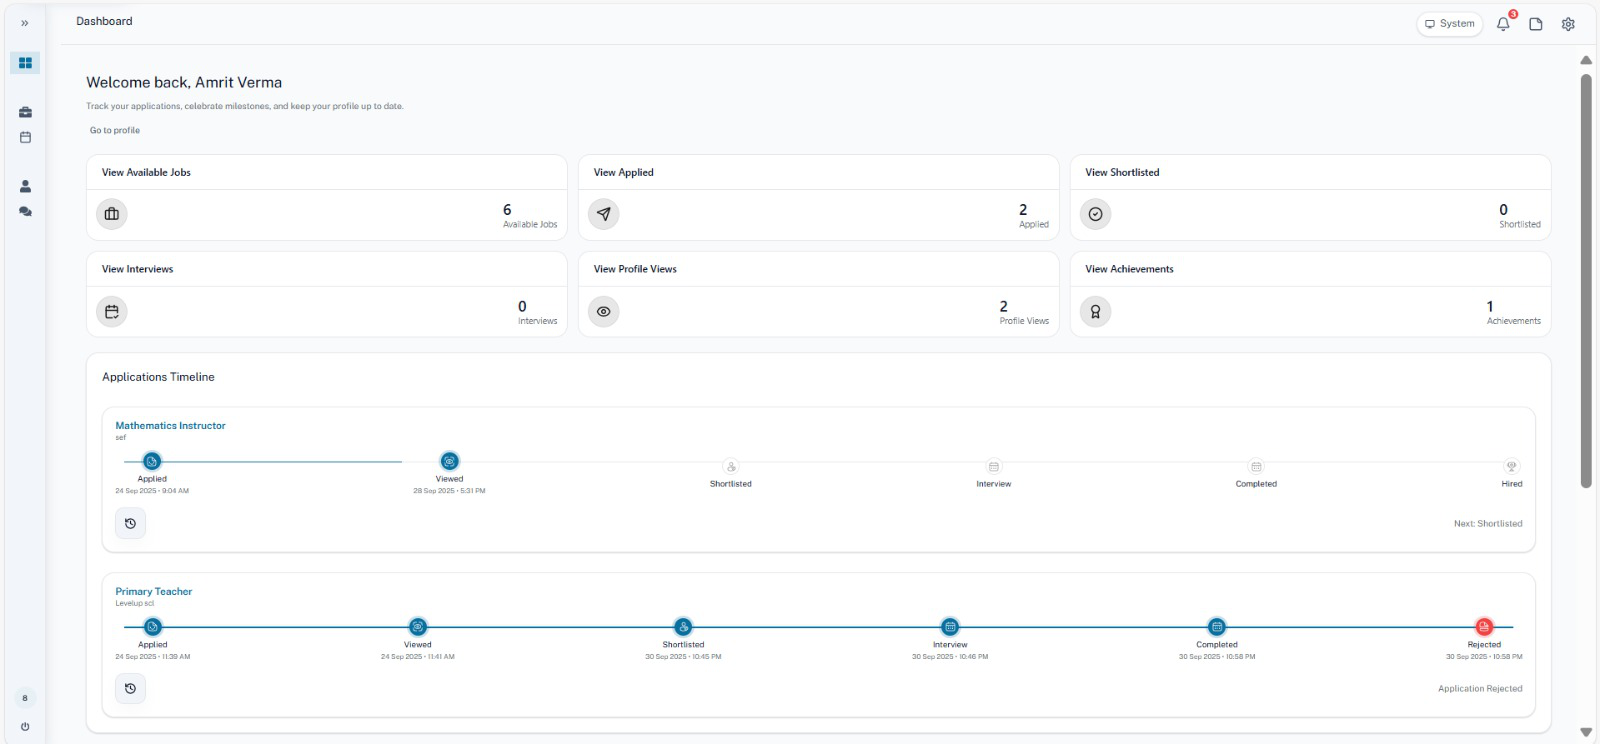 Dashboard
System
3
Welcome back, Amrit Verma
Track your applications, celebrate milestones, and keep your profile up to date.
Go to profile
View Available Jobs
6
Available Jobs
View Applied
2
Applied
View Shortlisted
0
Shortlisted
View Interviews
0
Interviews
View Profile Views
2
Profile Views
View Achievements
1
Achievements
Applications Timeline
Mathematics Instructor
sef
Applied
24 Sep 2025 • 9:04 AM
Viewed
28 Sep 2025 • 5:31 PM
Shortlisted
Interview
Completed
Hired
Next: Shortlisted
Primary Teacher
Levelup scl
Applied
24 Sep 2025 • 11:39 AM
Viewed
24 Sep 2025 • 11:41 AM
Shortlisted
30 Sep 2025 • 10:45 PM
Interview
30 Sep 2025 • 10:46 PM
Completed
30 Sep 2025 • 10:58 PM
Rejected
30 Sep 2025 • 10:58 PM
Application Rejected
8